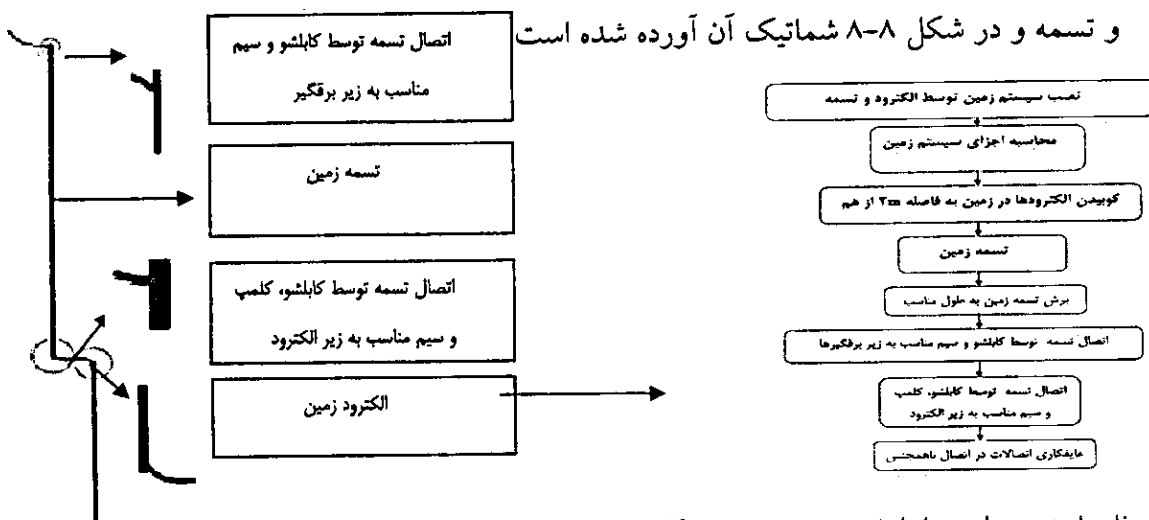 و تسمه و در شکل ۸-۸ شماتیک آن آورده شده است
اتصال تسمه توسط کابلشو و سیم
مناسب به زیر برقگیر
تسمه زمین
اتصال تسمه توسط کابلشو، کلمپ
و سیم مناسب به زیر الکترود
الکترود زمین
نصب سیستم زمین توسط الکترود و تسمه
محاسبه اجزای سیستم زمین
کوبیدن الکترودها در زمین به فاصله ۳m از هم
تسمه زمین
برش تسمه زمین به طول مناسب
اتصال تسمه توسط کابلشو و سیم مناسب به زیر برقگیرها
اتصال تسمه توسط کابلشو، کلمپ
و سیم مناسب به زیر الکترود
عایقکاری اتصالات در اتصال ناهمجنس